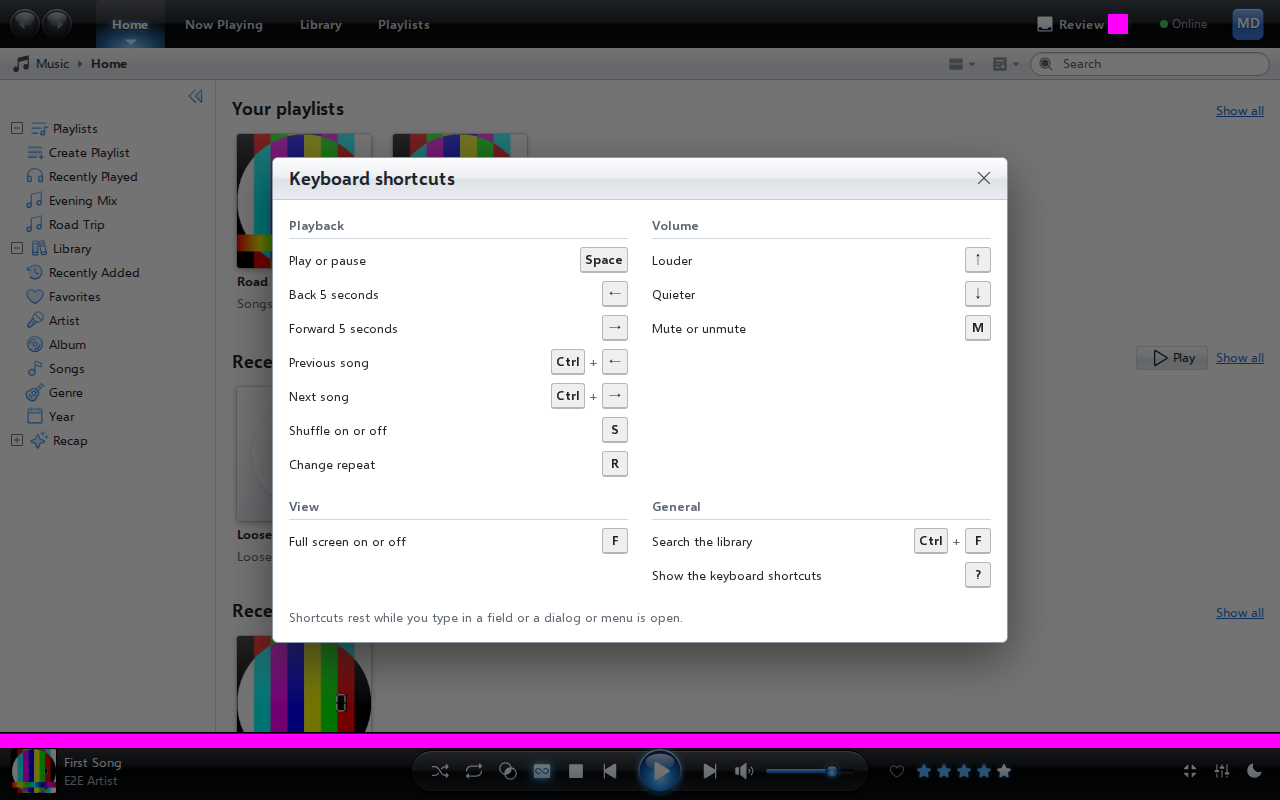 Home
Now Playing
Library
Playlists
Review
Online
MD
Music
Home
Search
Playlists
Create Playlist
Recently Played
Evening Mix
Road Trip
Library
Recently Added
Favorites
Artist
Album
Songs
Genre
Year
Recap
Your playlists
Show all
Road
Songs
Play
Show all
Loose
Loose
Show all
Keyboard shortcuts
Playback
Play or pause Space
Back 5 seconds ←
Forward 5 seconds →
Previous song Ctrl + ←
Next song Ctrl + →
Shuffle on or off S
Change repeat R
Volume
Louder ↑
Quieter ↓
Mute or unmute M
View
Full screen on or off F
General
Search the library Ctrl + F
Show the keyboard shortcuts ?
Shortcuts rest while you type in a field or a dialog or menu is open.
First Song
E2E Artist